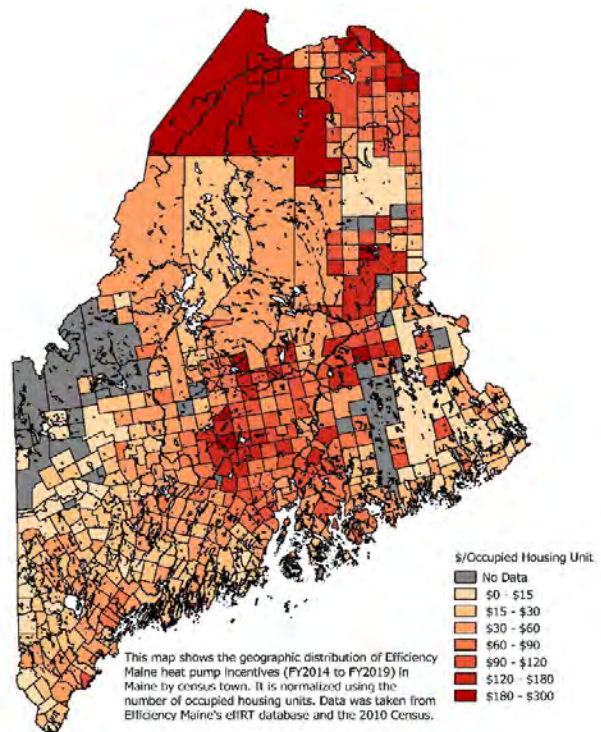 $/Occupied Housing Unit
No Data
$0 - $15
$15 - $30
$30 - $60
$60 - $90
$90 - $120
$120 - $180
$180 - $300
This map shows the geographic distribution of Efficiency
Maine heat pump incentives (FY2014 to FY2019) in
Maine by census town. It is normalized using the
number of occupied housing units. Data was taken from
Efficiency Maine's effRT database and the 2010 Census.